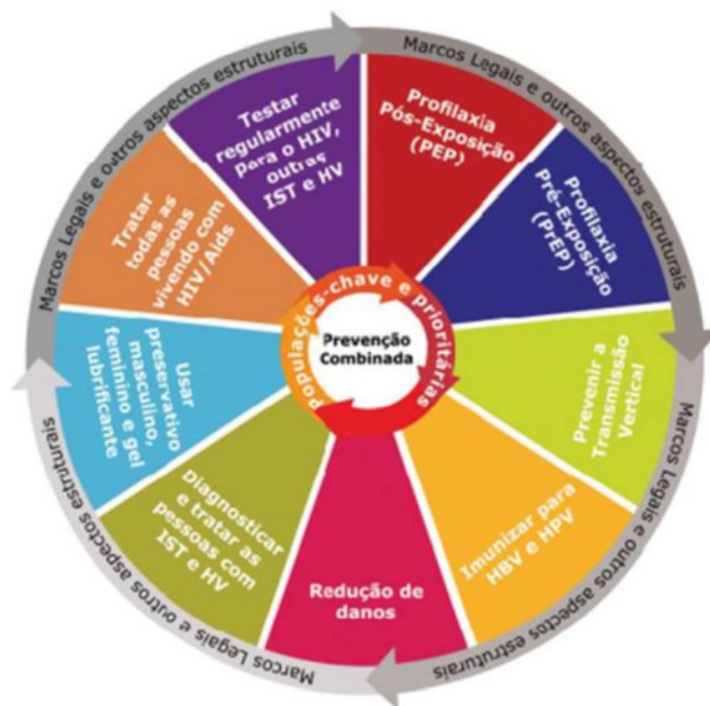 Marcos Legais e outros aspectos estruturais
Marcos Legais e outros aspectos estruturais
Marcos Legais e outros aspectos estruturais
Marcos Legais e outros aspectos estruturais
Testar
regularmente
para o HIV,
outras
IST e HV
Profilaxia
Pós-Exposição
(PEP)
Profilaxia
Pré-Exposição
(PrEP)
Prevenir a
Transmissão
Vertical
Imunizar para
HBV e HPV
Redução de
danos
Diagnosticar
e tratar as
pessoas com
IST e HV
Usar
preservativo
masculino,
feminino e gel
lubrificante
Tratar
todas as
pessoas
vivendo com
HIV/Aids
Populações-chave e prioritárias
Prevenção
Combinada